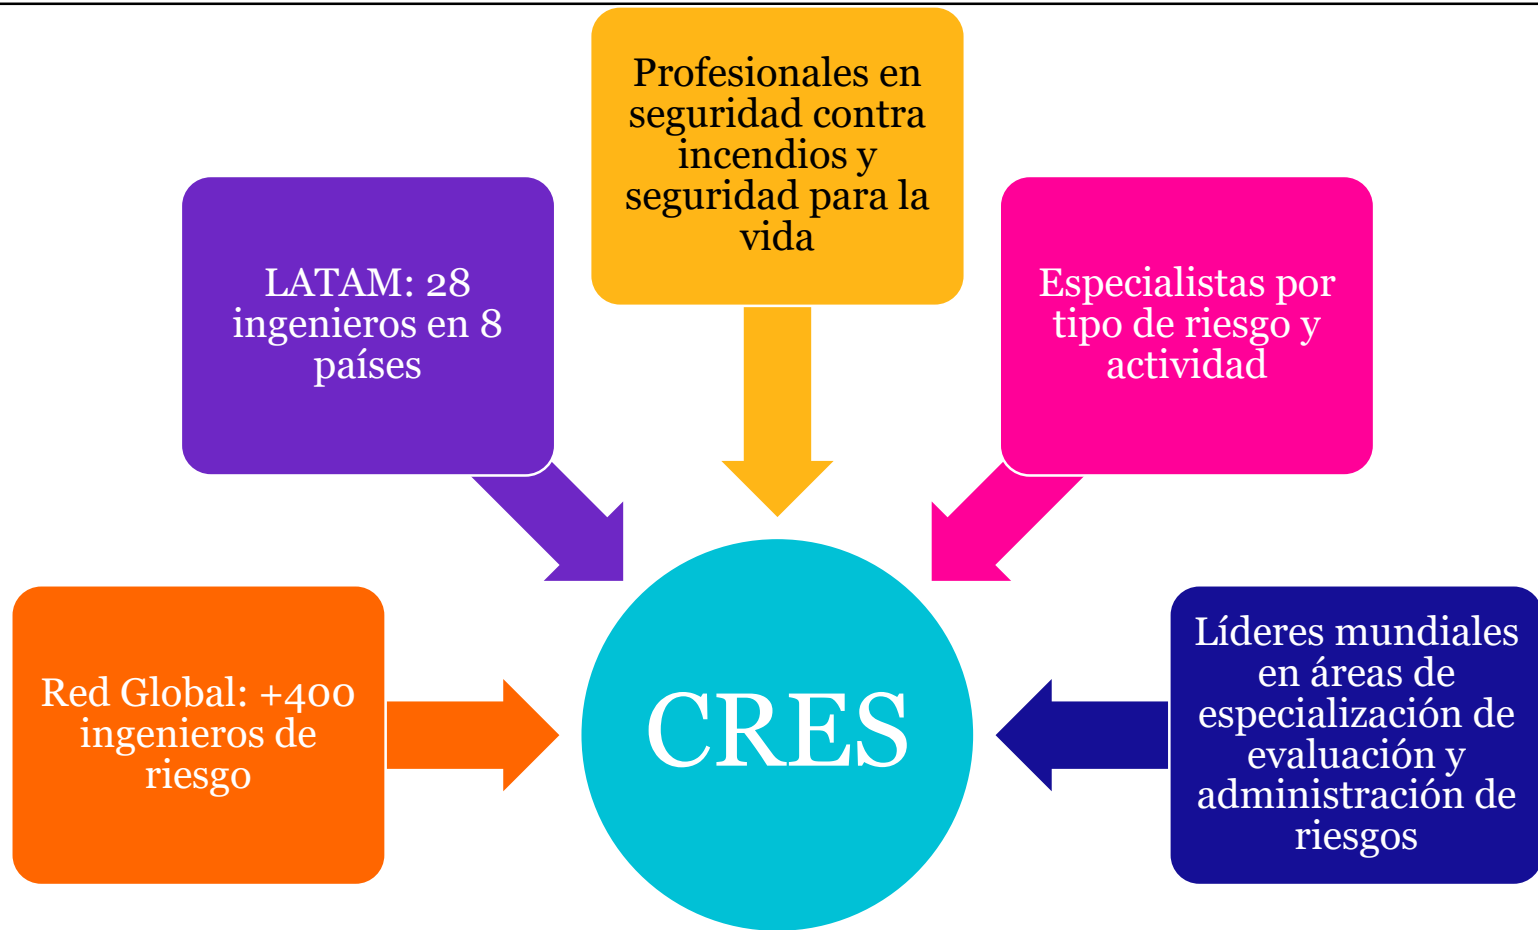 Profesionales en
seguridad contra
incendios y
seguridad para la
vida
LATAM: 28
ingenieros en 8
países
Especialistas por
tipo de riesgo y
actividad
Red Global: +400
ingenieros de
riesgo
CRES
Líderes mundiales
en áreas de
especialización de
evaluación y
administración de
riesgos